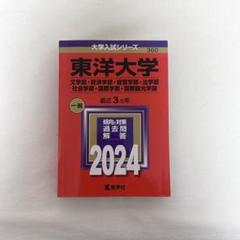 大学入試シリーズ
360
東洋大学
文学部・経済学部・経営学部・法学部
社会学部・国際学部・国際観光学部
最近3カ年
一般
傾向と対策
過去問
解答
2024
教学社